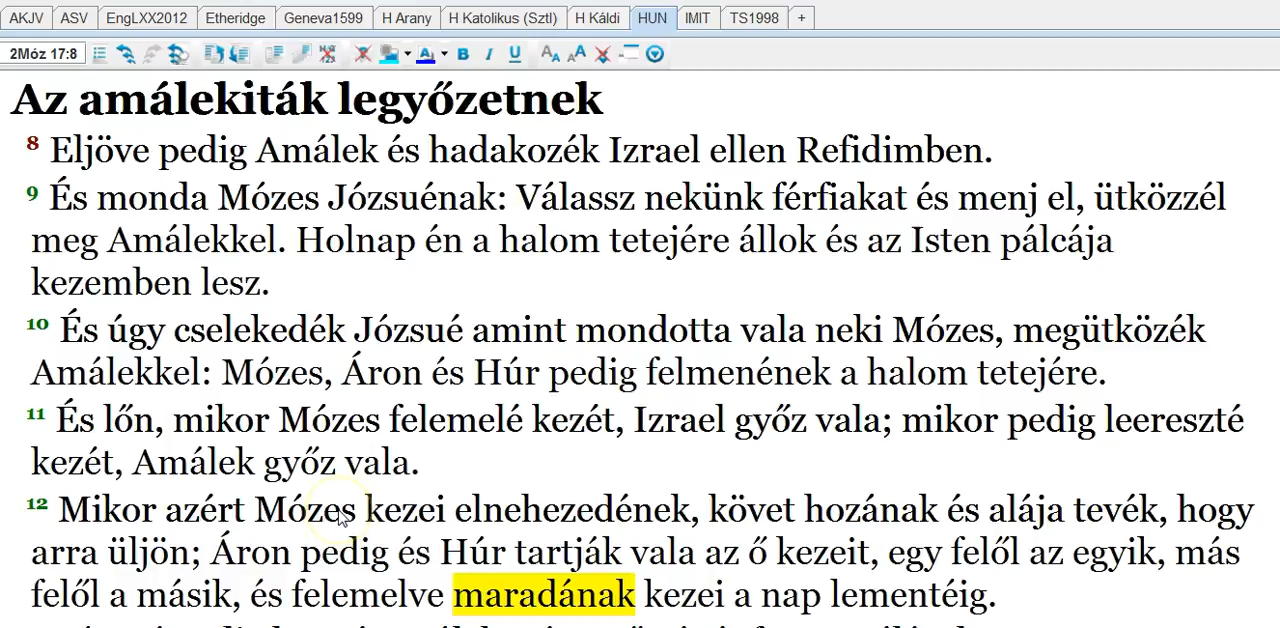 AKJV ASV EngLXX2012 Etheridge Geneva1599 H Arany H Katolikus (Sztl) H Káldi HUN IMIT TS1998 +
2Móz 17:8
Az amálekiták legyőzetnek
8 Eljöve pedig Amálek és hadakozék Izrael ellen Refidimben.
9 És monda Mózes Józsuénak: Válassz nekünk férfiakat és menj el, ütközzél
meg Amálekkel. Holnap én a halom tetejére állok és az Isten pálcája
kezemben lesz.
10 És úgy cselekedék Józsué amint mondotta vala neki Mózes, megütközék
Amálekkel: Mózes, Áron és Húr pedig felmenének a halom tetejére.
11 És lőn, mikor Mózes felemelé kezét, Izrael győz vala; mikor pedig leereszté
kezét, Amálek győz vala.
12 Mikor azért Mózes kezei elnehezedének, követ hozának és alája tevék, hogy
arra üljön; Áron pedig és Húr tartják vala az ő kezeit, egy felől az egyik, más
felől a másik, és felemelve maradának kezei a nap lementéig.